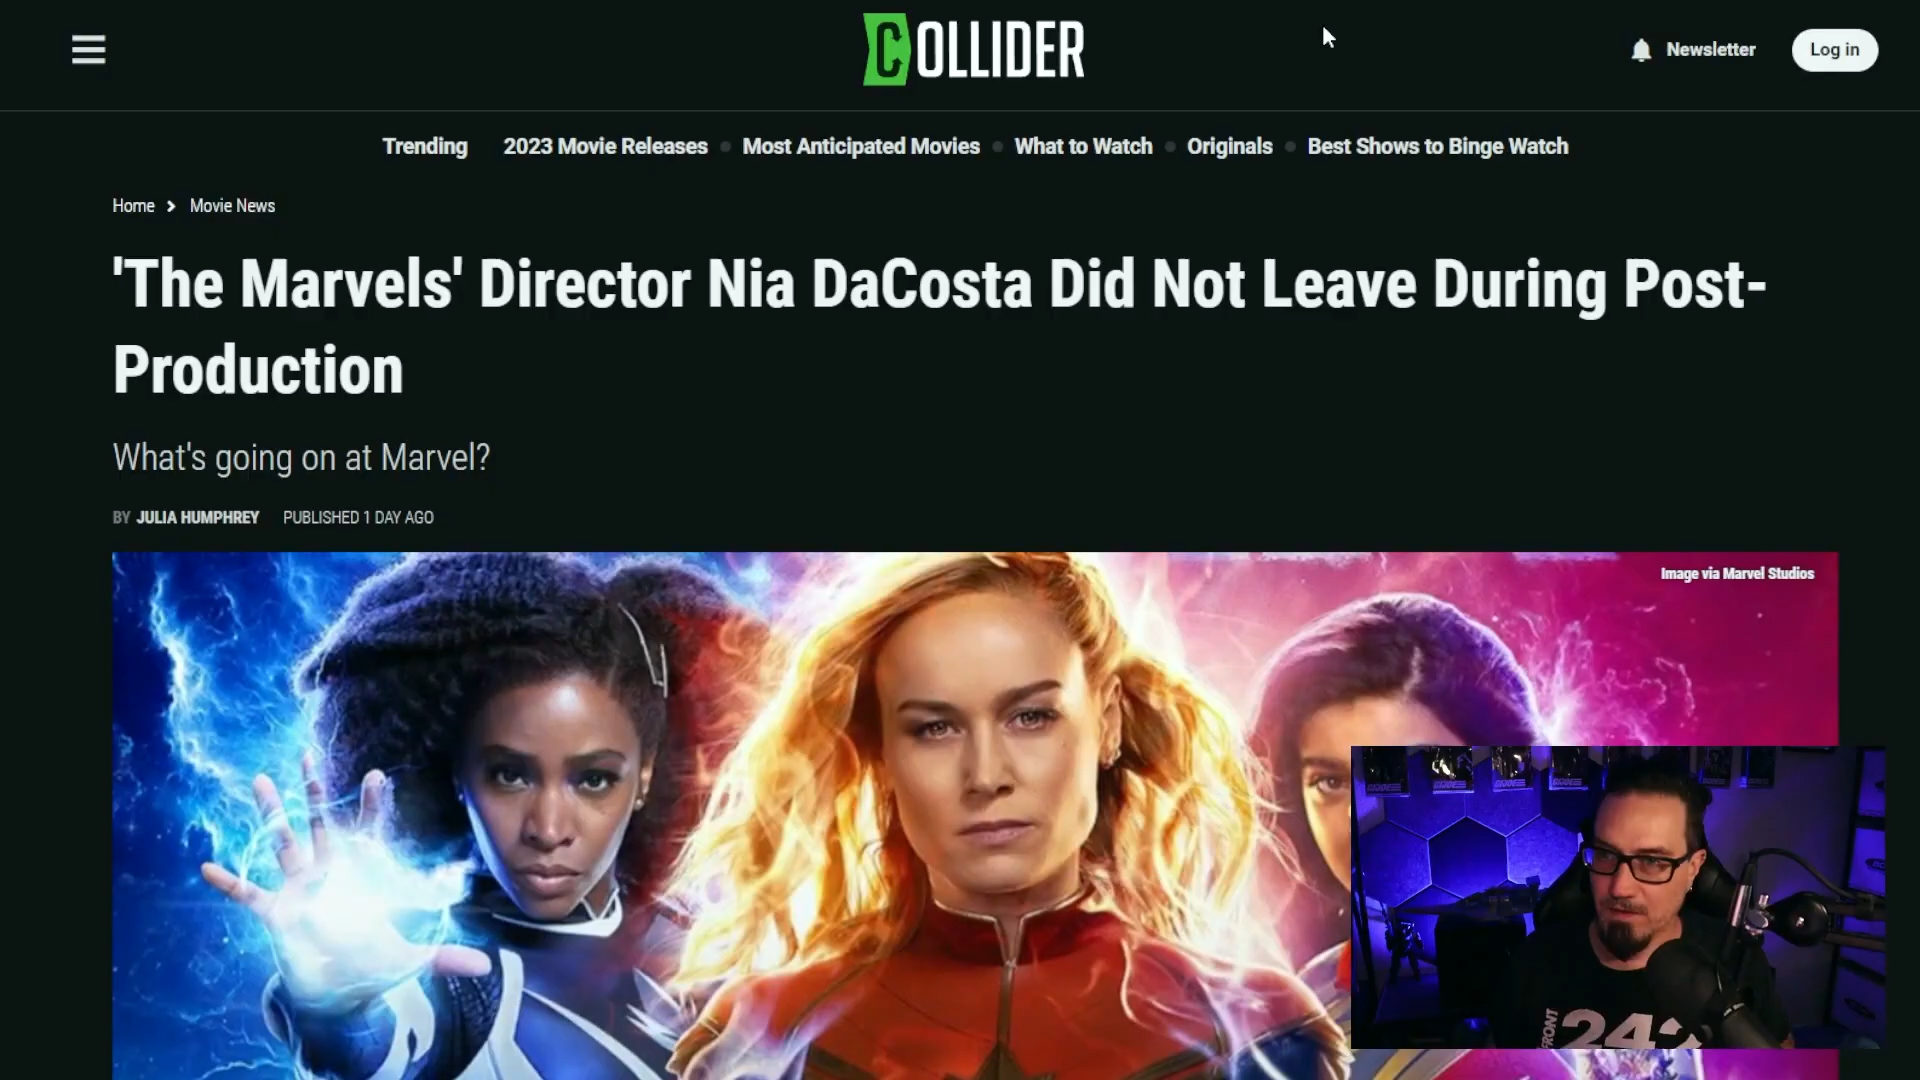 COLLIDER
Newsletter
Log in
Trending 2023 Movie Releases Most Anticipated Movies What to Watch Originals Best Shows to Binge Watch
Home Movie News
'The Marvels' Director Nia DaCosta Did Not Leave During Post-
Production
What's going on at Marvel?
BY JULIA HUMPHREY PUBLISHED 1 DAY AGO
Image via Marvel Studios
FRONT
242